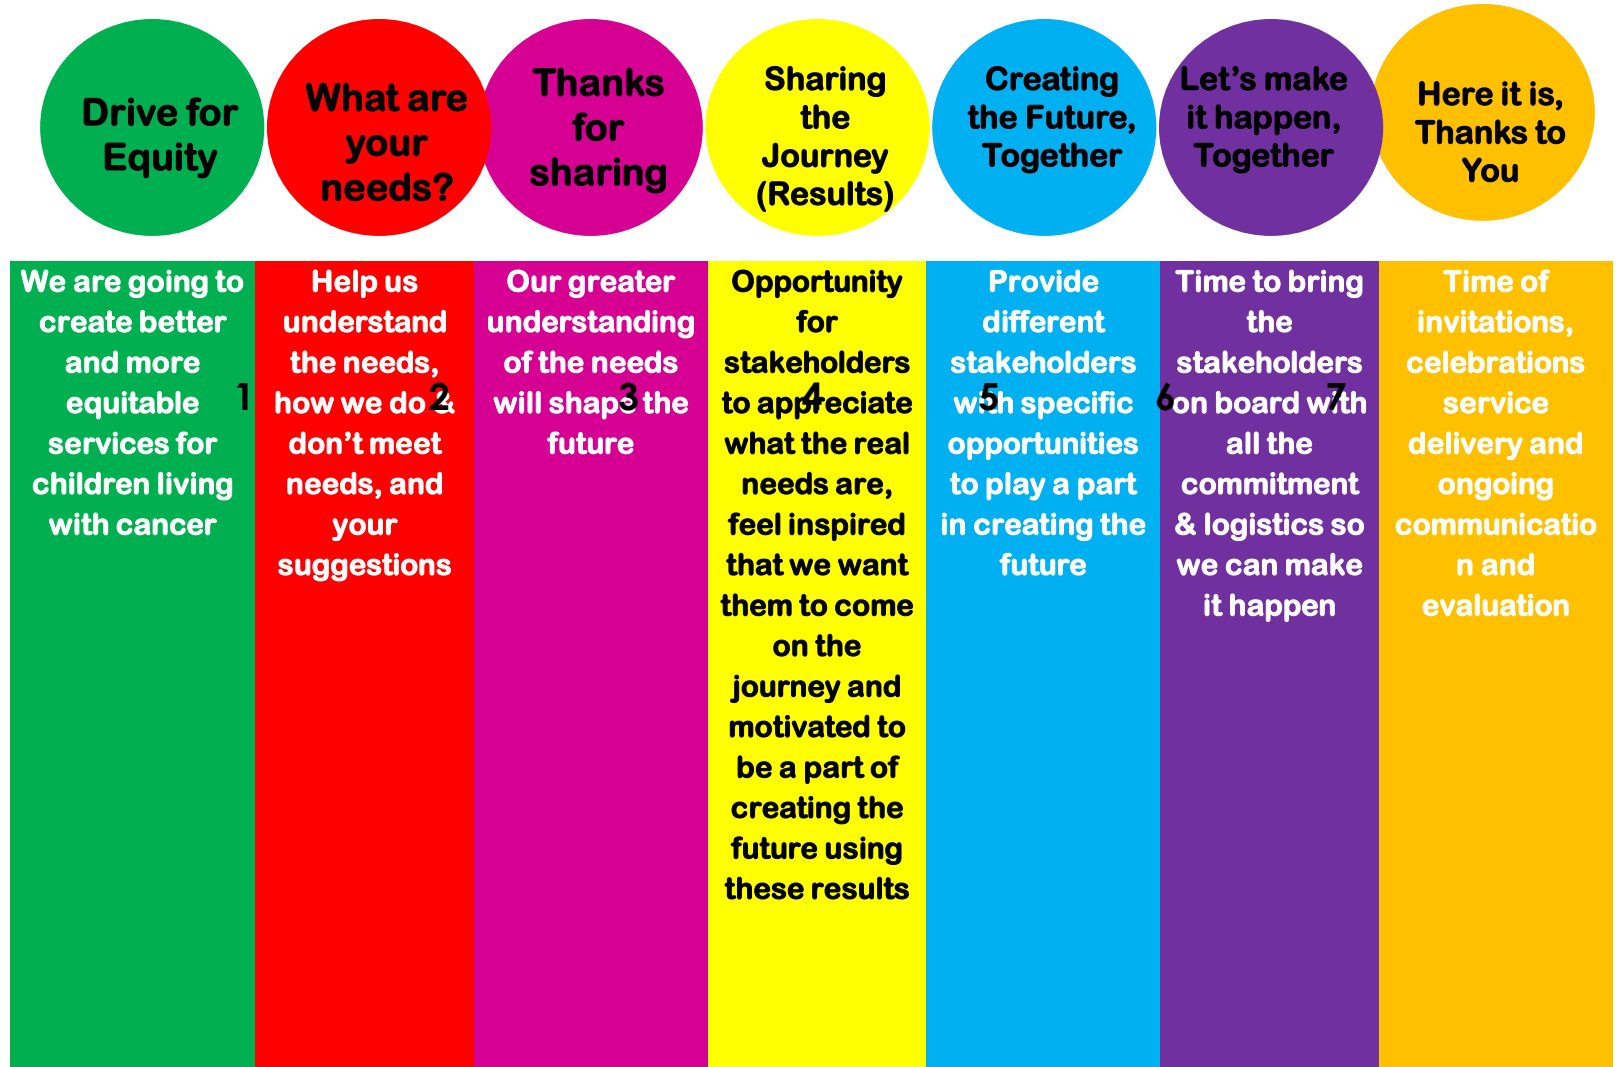 Drive for
Equity
What are
your
needs?
Thanks
for
sharing
Sharing
the
Journey
(Results)
Creating
the Future,
Together
Let's make
it happen,
Together
Here it is,
Thanks to
You
We are going to
create better
and more
equitable
services for
children living
with cancer
1
Help us
understand
the needs,
how we do &
don't meet
needs, and
your
suggestions
2
Our greater
understanding
of the needs
will shape the
future
3
Opportunity
for
stakeholders
to appreciate
what the real
needs are,
feel inspired
that we want
them to come
on the
journey and
motivated to
be a part of
creating the
future using
these results
4
Provide
different
stakeholders
with specific
opportunities
to play a part
in creating the
future
5
Time to bring
the
stakeholders
on board with
all the
commitment
& logistics so
we can make
it happen
6
7
Time of
invitations,
celebrations
service
delivery and
ongoing
communicatio
n and
evaluation